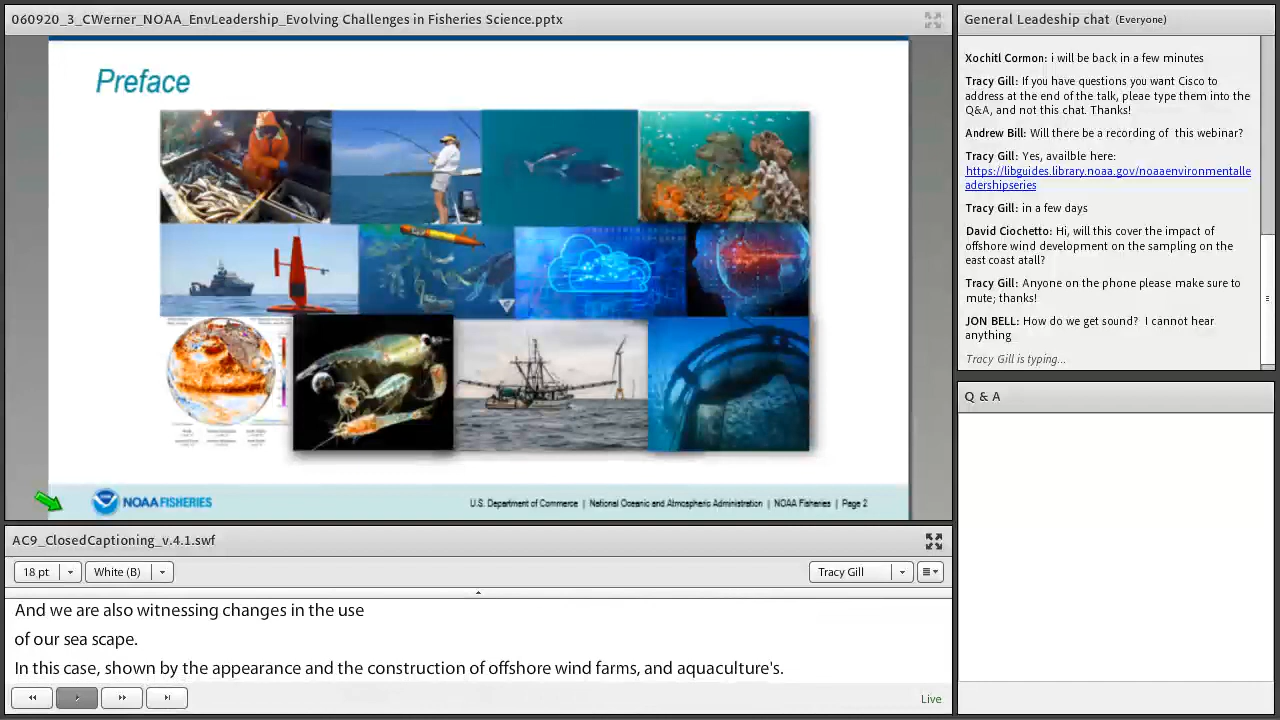 060920_3_CWerner_NOAA_EnvLeadership_Evolving Challenges in Fisheries Science.pptx
Preface
NOAA FISHERIES
U.S. Department of Commerce | National Oceanic and Atmospheric Administration | NOAA Fisheries | Page 2
AC9_ClosedCaptioning_v.4.1.swf
18 pt
White (B)
Tracy Gill
And we are also witnessing changes in the use
of our sea scape.
In this case, shown by the appearance and the construction of offshore wind farms, and aquaculture's.
Live
General Leadeship chat (Everyone)
Xochitl Cormon: i will be back in a few minutes
Tracy Gill: If you have questions you want Cisco to
address at the end of the talk, pleae type them into the
Q&A, and not this chat. Thanks!
Andrew Bill: Will there be a recording of this webinar?
Tracy Gill: Yes, availble here:
https://libguides.library.noaa.gov/noaaenvironmentalle
adershipseries
Tracy Gill: in a few days
David Ciochetto: Hi, will this cover the impact of
offshore wind development on the sampling on the
east coast atall?
Tracy Gill: Anyone on the phone please make sure to
mute; thanks!
JON BELL: How do we get sound? I cannot hear
anything
Tracy Gill is typing...
Q & A